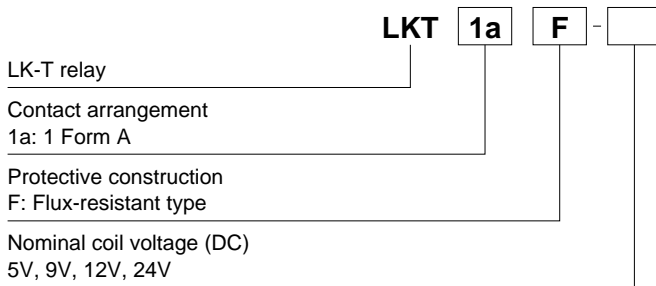 LKT 1a F -
LK-T relay
Contact arrangement
1a: 1 Form A
Protective construction
F: Flux-resistant type
Nominal coil voltage (DC)
5V, 9V, 12V, 24V